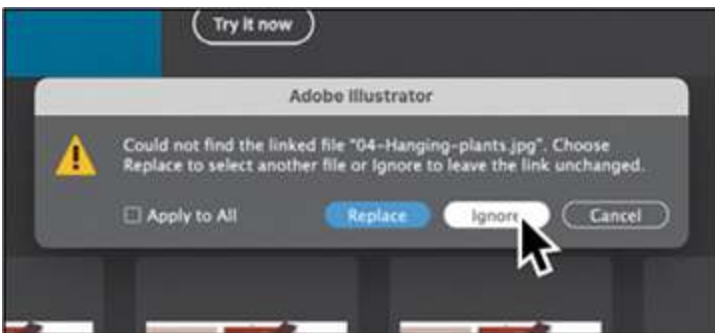 Try it now
Adobe Illustrator
Could not find the linked file "04-Hanging-plants.jpg". Choose
Replace to select another file or Ignore to leave the link unchanged.
Apply to All
Replace
Ignore
Cancel